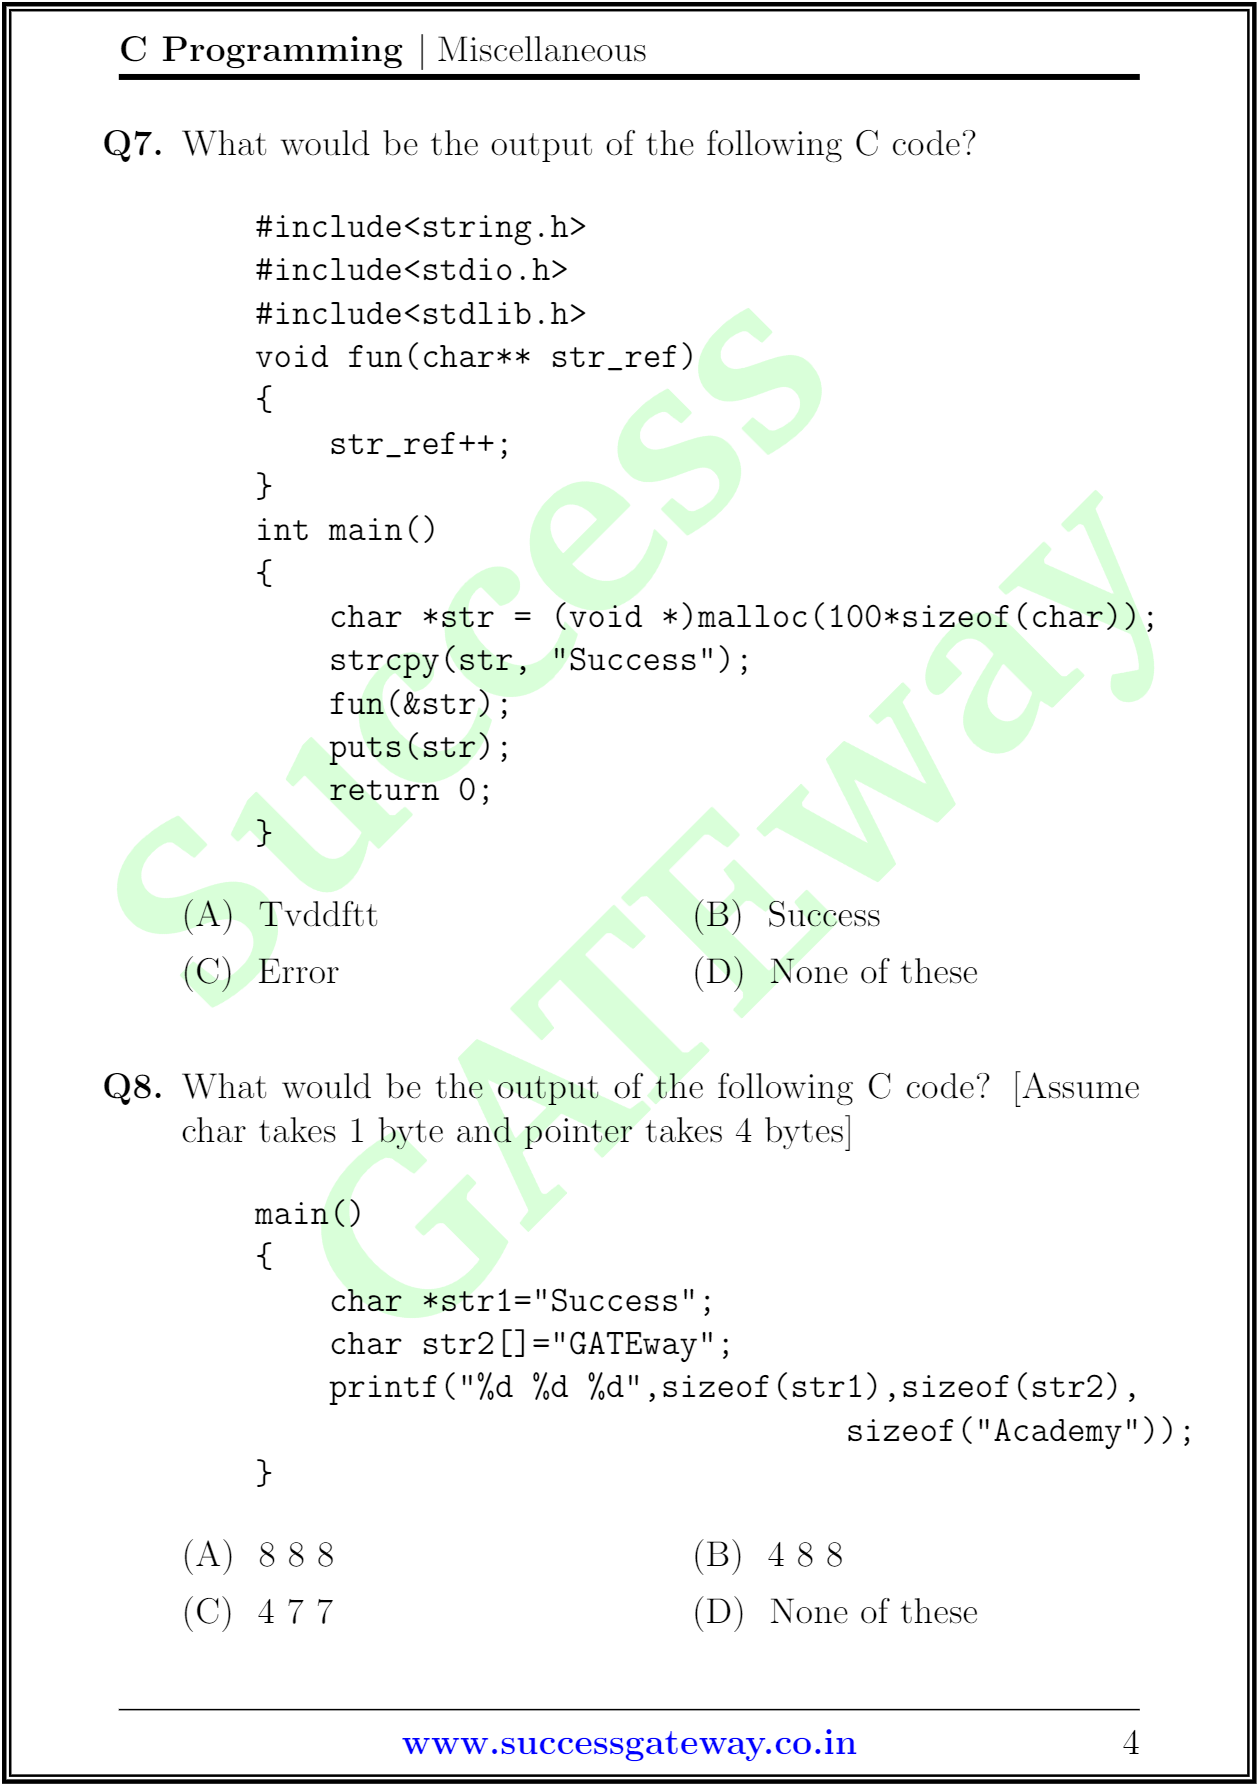 C Programming | Miscellaneous
Q7. What would be the output of the following C code?
#include<string.h>
#include<stdio.h>
#include<stdlib.h>
void fun(char** str_ref)
{
str_ref++;
}
int main()
{
char *str = (void *)malloc(100*sizeof(char));
strcpy(str, "Success");
fun(&str);
puts(str);
return 0;
}
(A) Tvddftt (B) Success
(C) Error (D) None of these
Q8. What would be the output of the following C code? [Assume
char takes 1 byte and pointer takes 4 bytes]
main()
{
char *str1="Success";
char str2[]="GATEway";
printf("%d %d %d",sizeof(str1),sizeof(str2),
sizeof("Academy"));
}
(A) 8 8 8 (B) 4 8 8
(C) 4 7 7 (D) None of these
www.successgateway.co.in 4
Success
GATEway